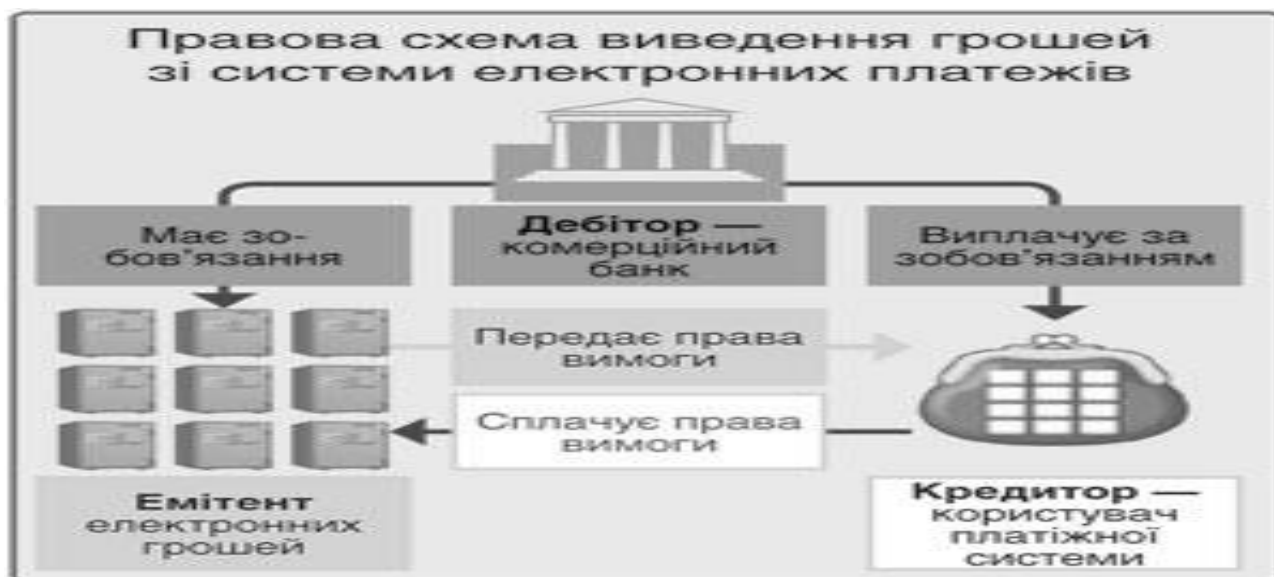 Правова схема виведення грошей
зі системи електронних платежів
Має зо-
бов’язання
Дебітор —
комерційний
банк
Виплачує за
зобов’язанням
Передає права
вимоги
Сплачує права
вимоги
Емітент
електронних
грошей
Кредитор —
користувач
платіжної
системи